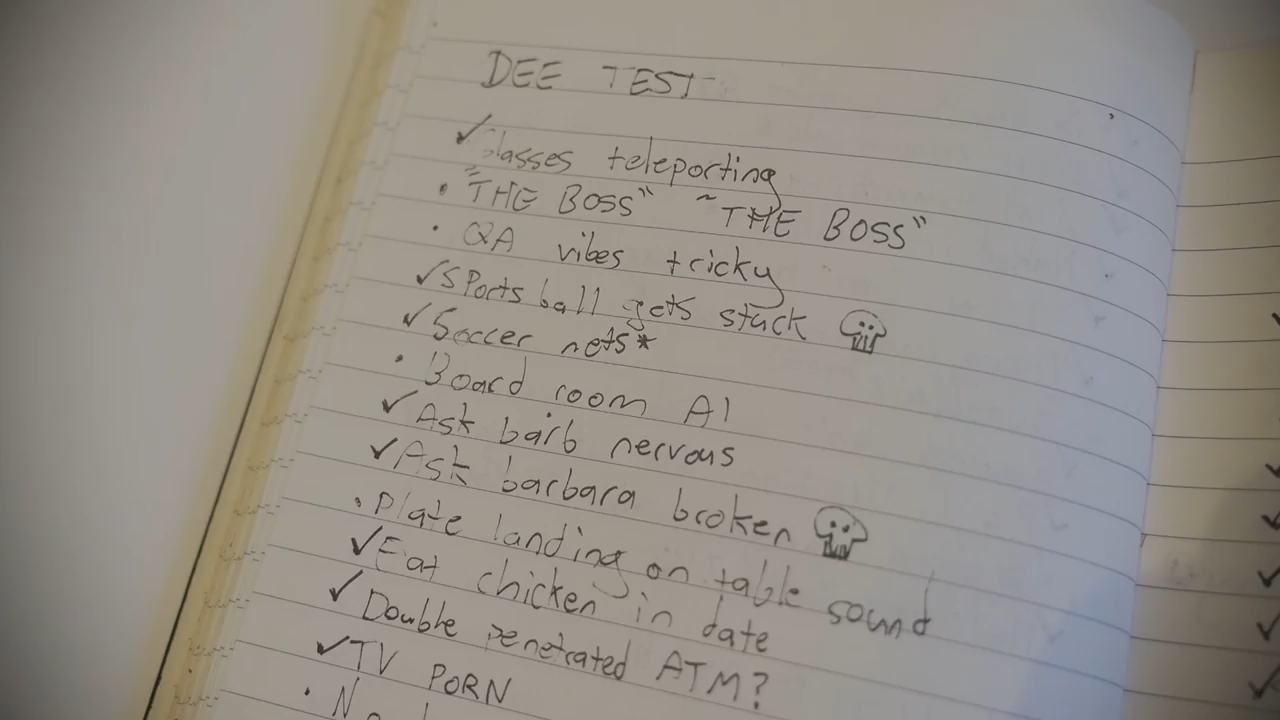 DEE TEST
✓ Glasses teleporting
• "THE BOSS" ~"THE BOSS"
• QA vibes tricky
✓ Sports ball gets stuck
✓ Soccer nets*
• Board room AI
✓ Ask barb nervous
✓ Ask barbara broken
• Plate landing on table sound
✓ Eat chicken in date
✓ Double penetrated ATM?
✓ TV PORN